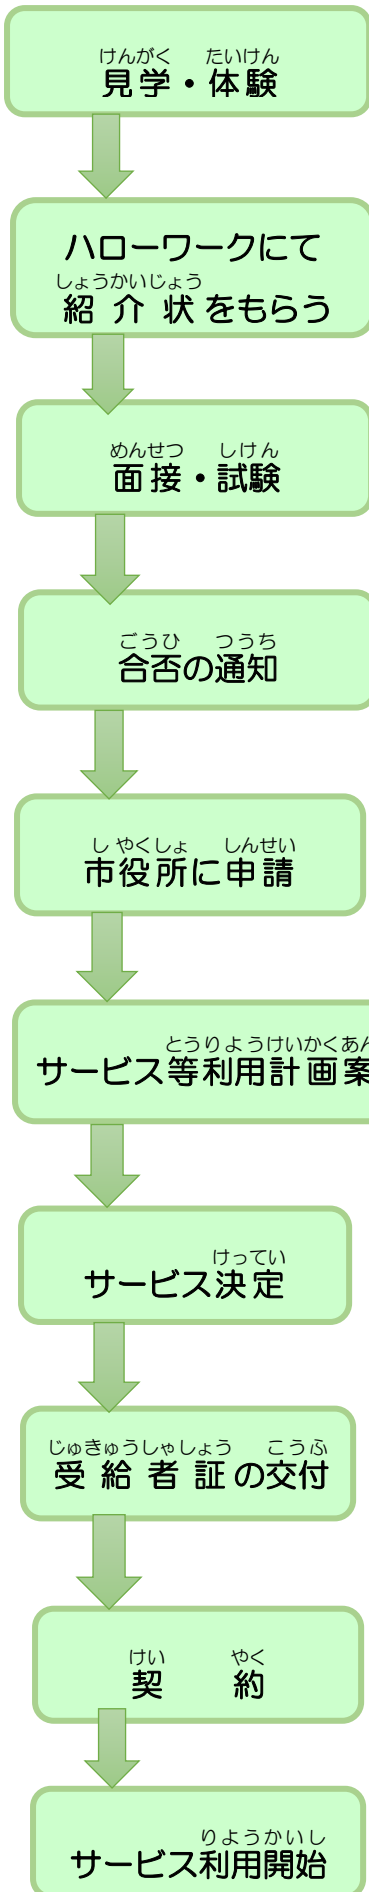 けんがく たいけん
見学・体験
ハローワークにて
しょうかいじょう
紹介状をもらう
めんせつ しけん
面接・試験
ごうひ つうち
合否の通知
しやくしょ しんせい
市役所に申請
とうりようけいかくあん
サービス等利用計画案
けってい
サービス決定
じゅきゅうしゃしょう こうふ
受給者証の交付
けい やく
契 約
りようかいし
サービス利用開始